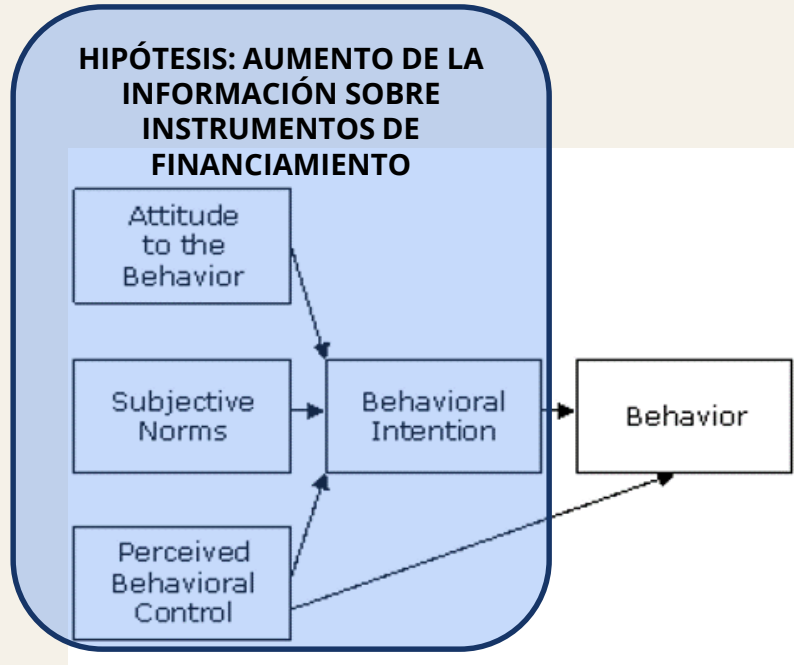 HIPÓTESIS: AUMENTO DE LA
INFORMACIÓN SOBRE
INSTRUMENTOS DE
FINANCIAMIENTO
Attitude
to the
Behavior
Subjective
Norms
Behavioral
Intention
Behavior
Perceived
Behavioral
Control